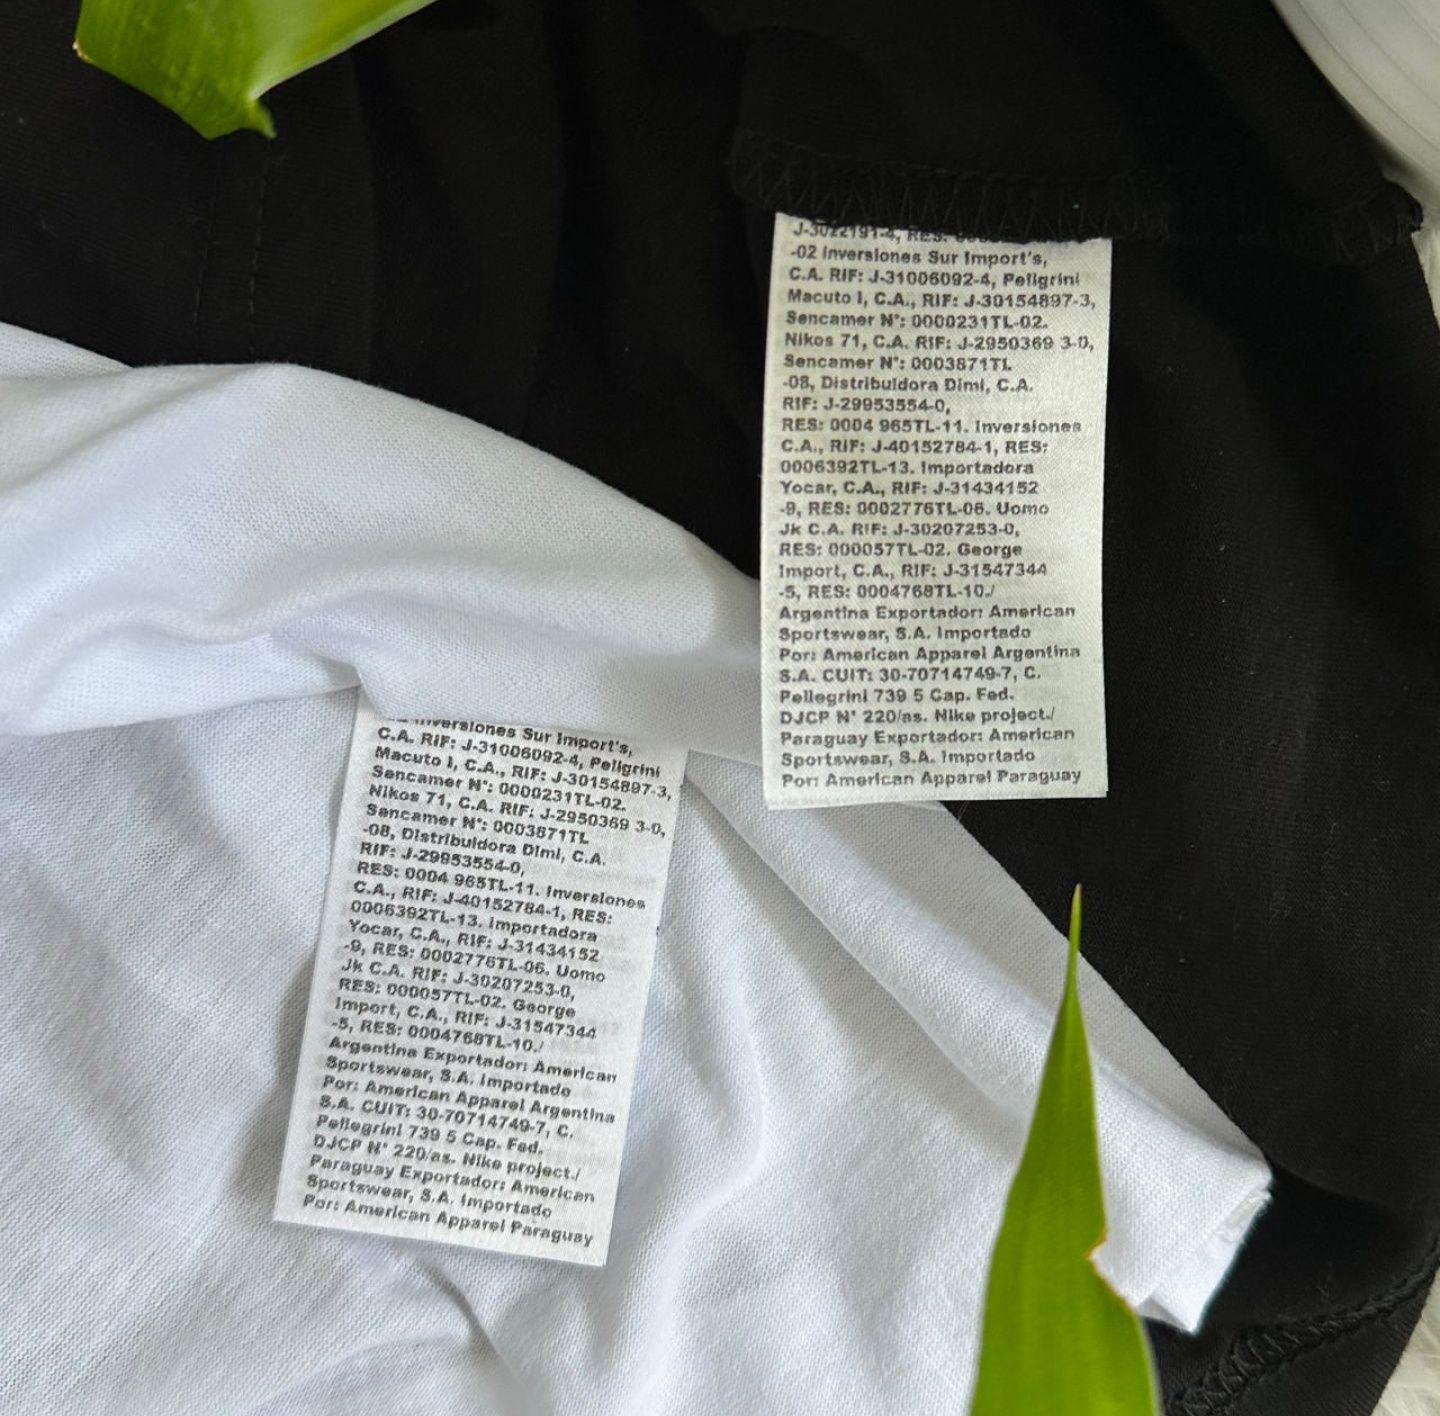 J-3022191-4, RES:
-02 Inversiones Sur Import's,
C.A. RIF: J-31006092-4, Peligrini
Macuto I, C.A., RIF: J-30154897-3,
Sencamer N°: 0000231TL-02.
Nikos 71, C.A. RIF: J-2950369 3-0,
Sencamer N°: 0003871TL
-08, Distribuidora Dimi, C.A.
RIF: J-29953554-0,
RES: 0004 965TL-11. Inversiones
C.A., RIF: J-40152784-1, RES:
0006392TL-13. Importadora
Yocar, C.A., RIF: J-31434152
-9, RES: 0002776TL-06. Uomo
Jk C.A. RIF: J-30207253-0,
RES: 000057TL-02. George
Import, C.A., RIF: J-31547344
-5, RES: 0004768TL-10./
Argentina Exportador: American
Sportswear, S.A. Importado
Por: American Apparel Argentina
S.A. CUIT: 30-70714749-7, C.
Pellegrini 739 5 Cap. Fed.
DJCP N° 220/as. Nike project./
Paraguay Exportador: American
Sportswear, S.A. Importado
Por: American Apparel Paraguay
Inversiones Sur Import's,
C.A. RIF: J-31006092-4, Peligrini
Macuto I, C.A., RIF: J-30154897-3,
Sencamer N°: 0000231TL-02.
Nikos 71, C.A. RIF: J-2950369 3-0,
Sencamer N°: 0003871TL
-08, Distribuidora Dimi, C.A.
RIF: J-29953554-0,
RES: 0004 965TL-11. Inversiones
C.A., RIF: J-40152784-1, RES:
0006392TL-13. Importadora
Yocar, C.A., RIF: J-31434152
-9, RES: 0002776TL-06. Uomo
Jk C.A. RIF: J-30207253-0,
RES: 000057TL-02. George
Import, C.A., RIF: J-31547344
-5, RES: 0004768TL-10./
Argentina Exportador: American
Sportswear, S.A. Importado
Por: American Apparel Argentina
S.A. CUIT: 30-70714749-7, C.
Pellegrini 739 5 Cap. Fed.
DJCP N° 220/as. Nike project./
Paraguay Exportador: American
Sportswear, S.A. Importado
Por: American Apparel Paraguay